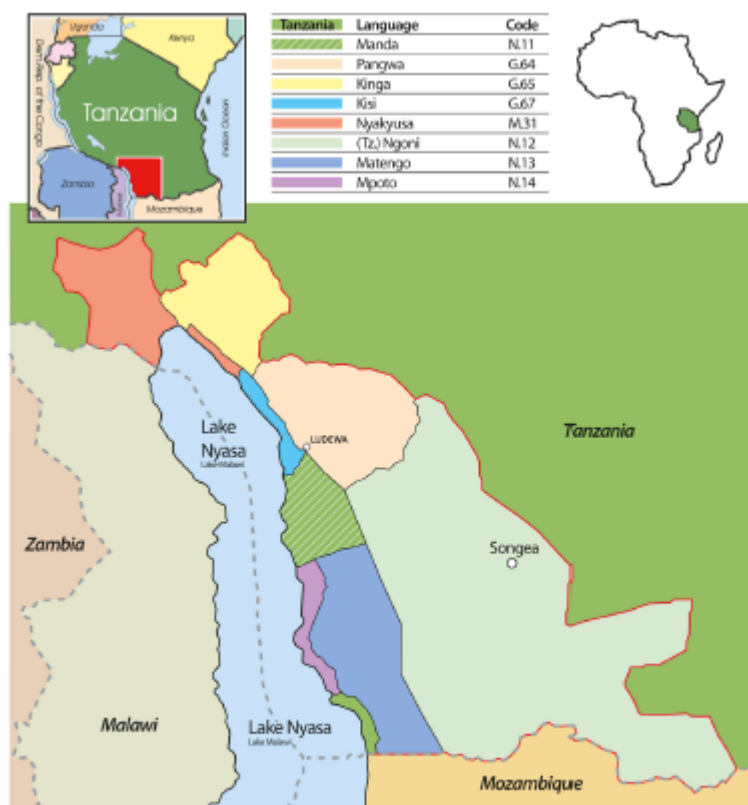 Uganda
Kenya
Dem. Rep. of the Congo
Tanzania
Indian Ocean
Zambia
Mozambique
Tanzania Language Code
Manda N.11
Pangwa G.64
Kinga G.65
Kisi G.67
Nyakyusa M.31
(Tz.) Ngoni N.12
Matengo N.13
Mpoto N.14
Lake
Nyasa
Lake Malawi
LUDEWA
Tanzania
Zambia
Songea
Malawi
Lake Nyasa
Lake Malawi
Mozambique